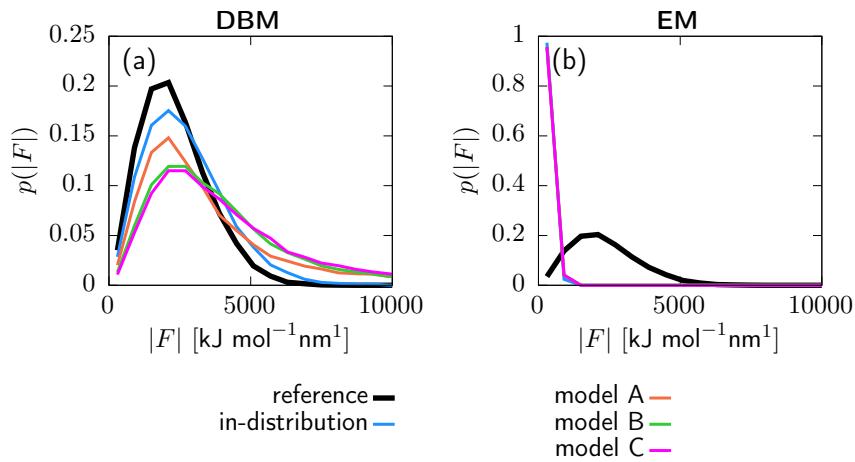 DBM
EM
(a)
(b)
0.25
0.2
0.15
0.1
0.05
0
1
0.8
0.6
0.4
0.2
0
p(|F|)
p(|F|)
0 5000 10000
0 5000 10000
|F| [kJ mol⁻¹nm¹]
|F| [kJ mol⁻¹nm¹]
reference
in-distribution
model A
model B
model C